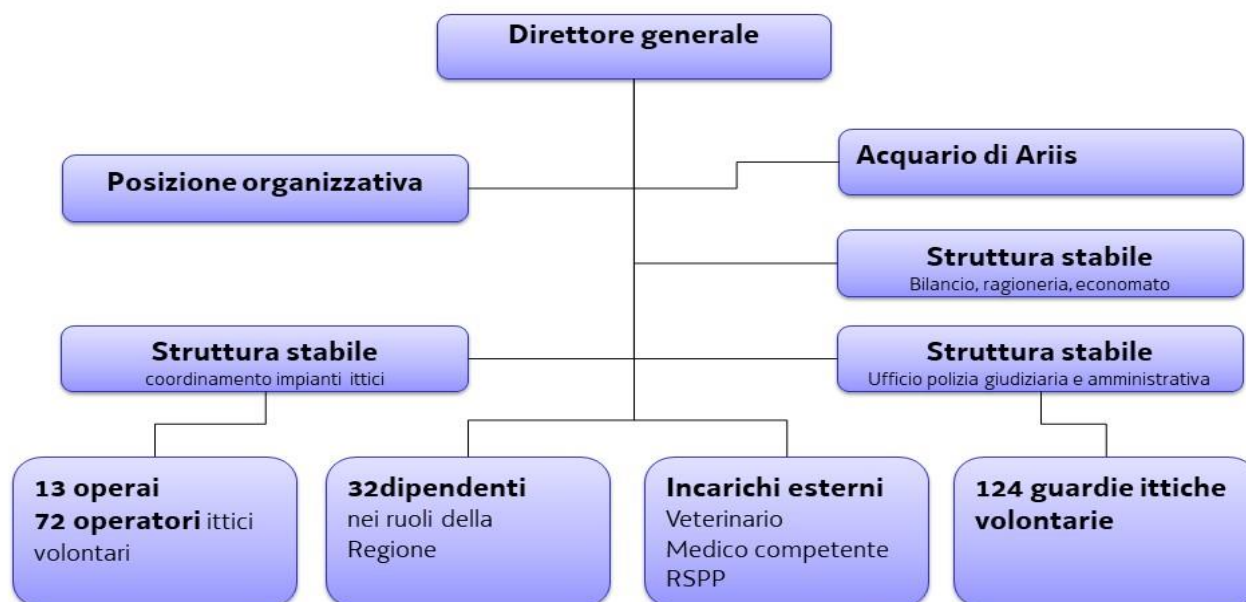 Direttore generale
Posizione organizzativa
Acquario di Ariis
Struttura stabile
Bilancio, ragioneria, economato
Struttura stabile
coordinamento impianti ittici
Struttura stabile
Ufficio polizia giudiziaria e amministrativa
13 operai
72 operatori ittici
volontari
32dipendenti
nei ruoli della
Regione
Incarichi esterni
Veterinario
Medico competente
RSPP
124 guardie ittiche
volontarie